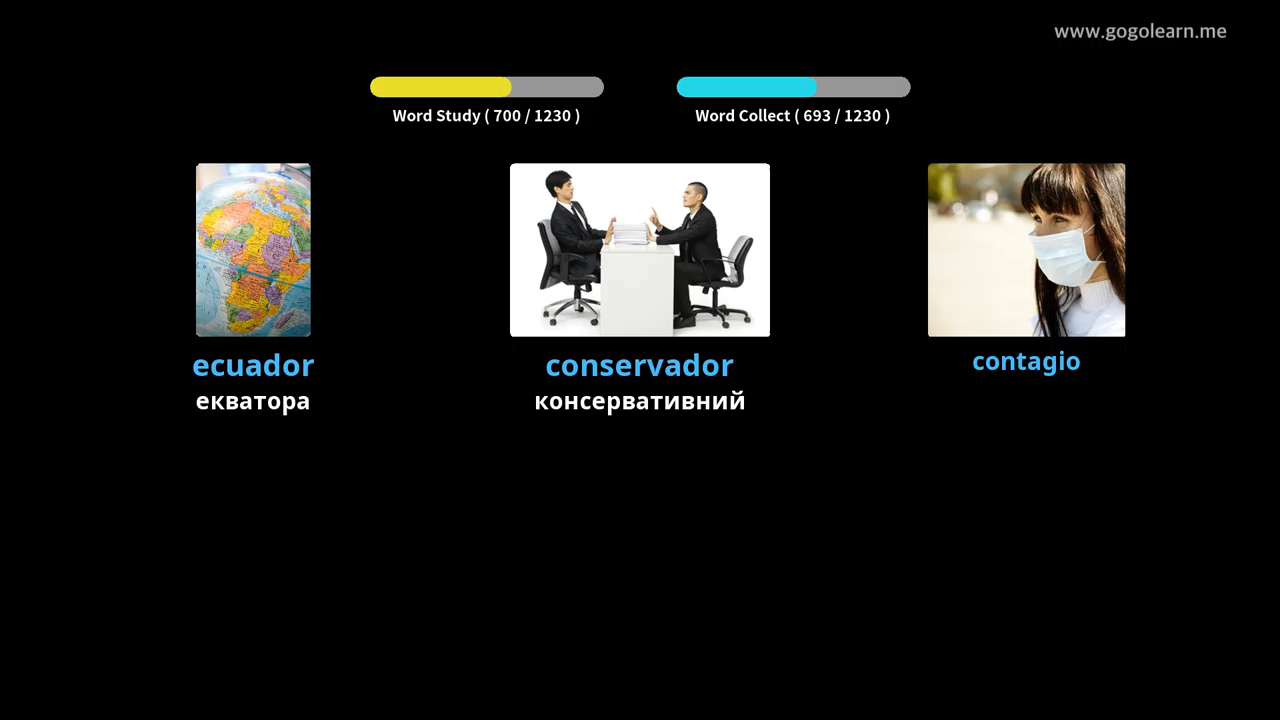 www.gogolearn.me
Word Study ( 700 / 1230 )
Word Collect ( 693 / 1230 )
ecuador
екватора
conservador
консервативний
contagio